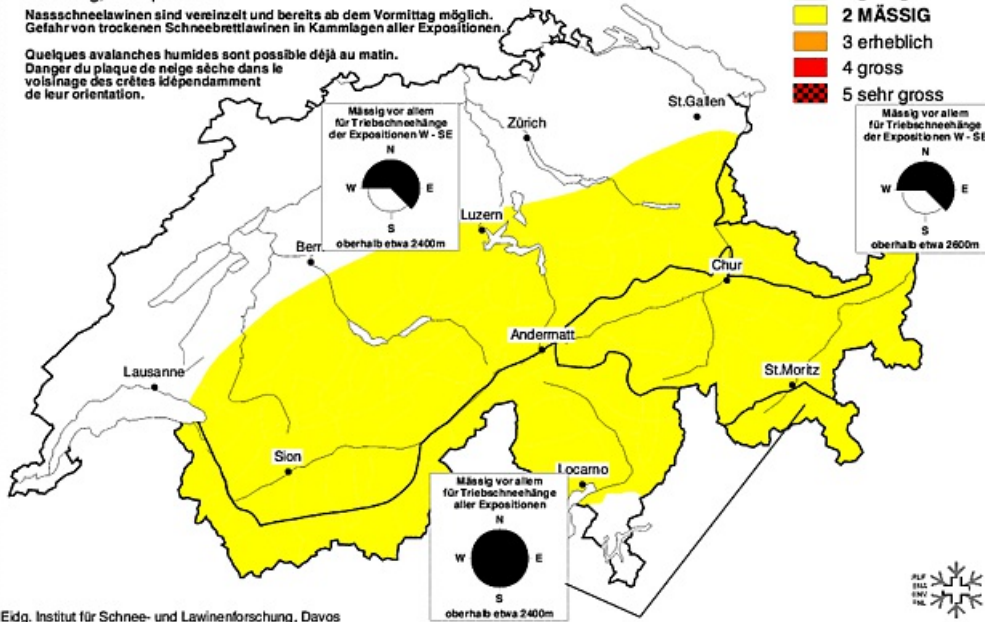 Nassschneelawinen sind vereinzelt und bereits ab dem Vormittag möglich.
Gefahr von trockenen Schneebrettlawinen in Kammlagen aller Expositionen.
Quelques avalanches humides sont possible déjà au matin.
Danger du plaque de neige sèche dans le
voisinage des crêtes idépendamment
de leur orientation.
2 MÄSSIG
3 erheblich
4 gross
5 sehr gross
Mässig vor allem
für Triebschneehänge
der Expositionen W - SE
N
W E
S
oberhalb etwa 2400m
Mässig vor allem
für Triebschneehänge
der Expositionen W - SE
N
W E
S
oberhalb etwa 2600m
St.Gallen
Zürich
Luzern
Bern
Chur
Andermatt
Lausanne
St.Moritz
Sion
Locarno
Mässig vor allem
für Triebschneehänge
aller Expositionen
N
W E
S
oberhalb etwa 2400m
Eidg. Institut für Schnee- und Lawinenforschung, Davos